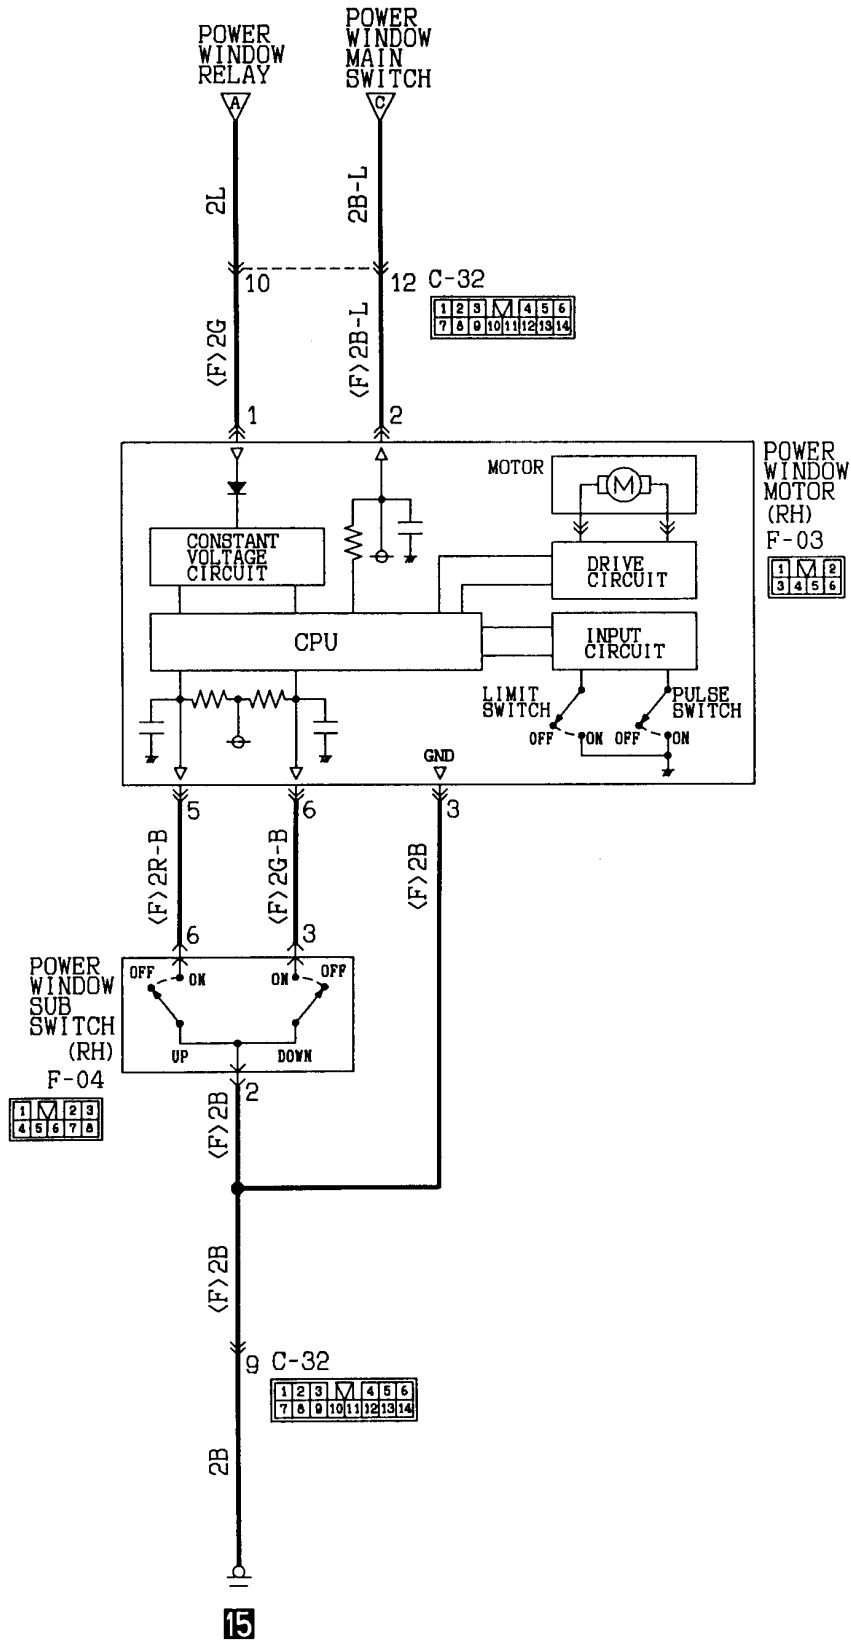 POWER
WINDOW
RELAY
POWER
WINDOW
MAIN
SWITCH
A
C
2L
2B-L
10
12
C-32
1 2 3 4 5 6
7 8 9 10 11 12 13 14
<F>2G
<F>2B-L
1
2
POWER
WINDOW
MOTOR
(RH)
F-03
1 2
3 4 5 6
MOTOR
M
CONSTANT
VOLTAGE
CIRCUIT
DRIVE
CIRCUIT
CPU
INPUT
CIRCUIT
LIMIT
SWITCH
PULSE
SWITCH
OFF
ON
OFF
ON
GND
5
6
3
<F>2R-B
<F>2G-B
<F>2B
6
3
POWER
WINDOW
SUB
SWITCH
(RH)
F-04
1 2 3
4 5 6 7 8
OFF
ON
ON
OFF
UP
DOWN
2
<F>2B
<F>2B
9
C-32
1 2 3 4 5 6
7 8 9 10 11 12 13 14
2B
15